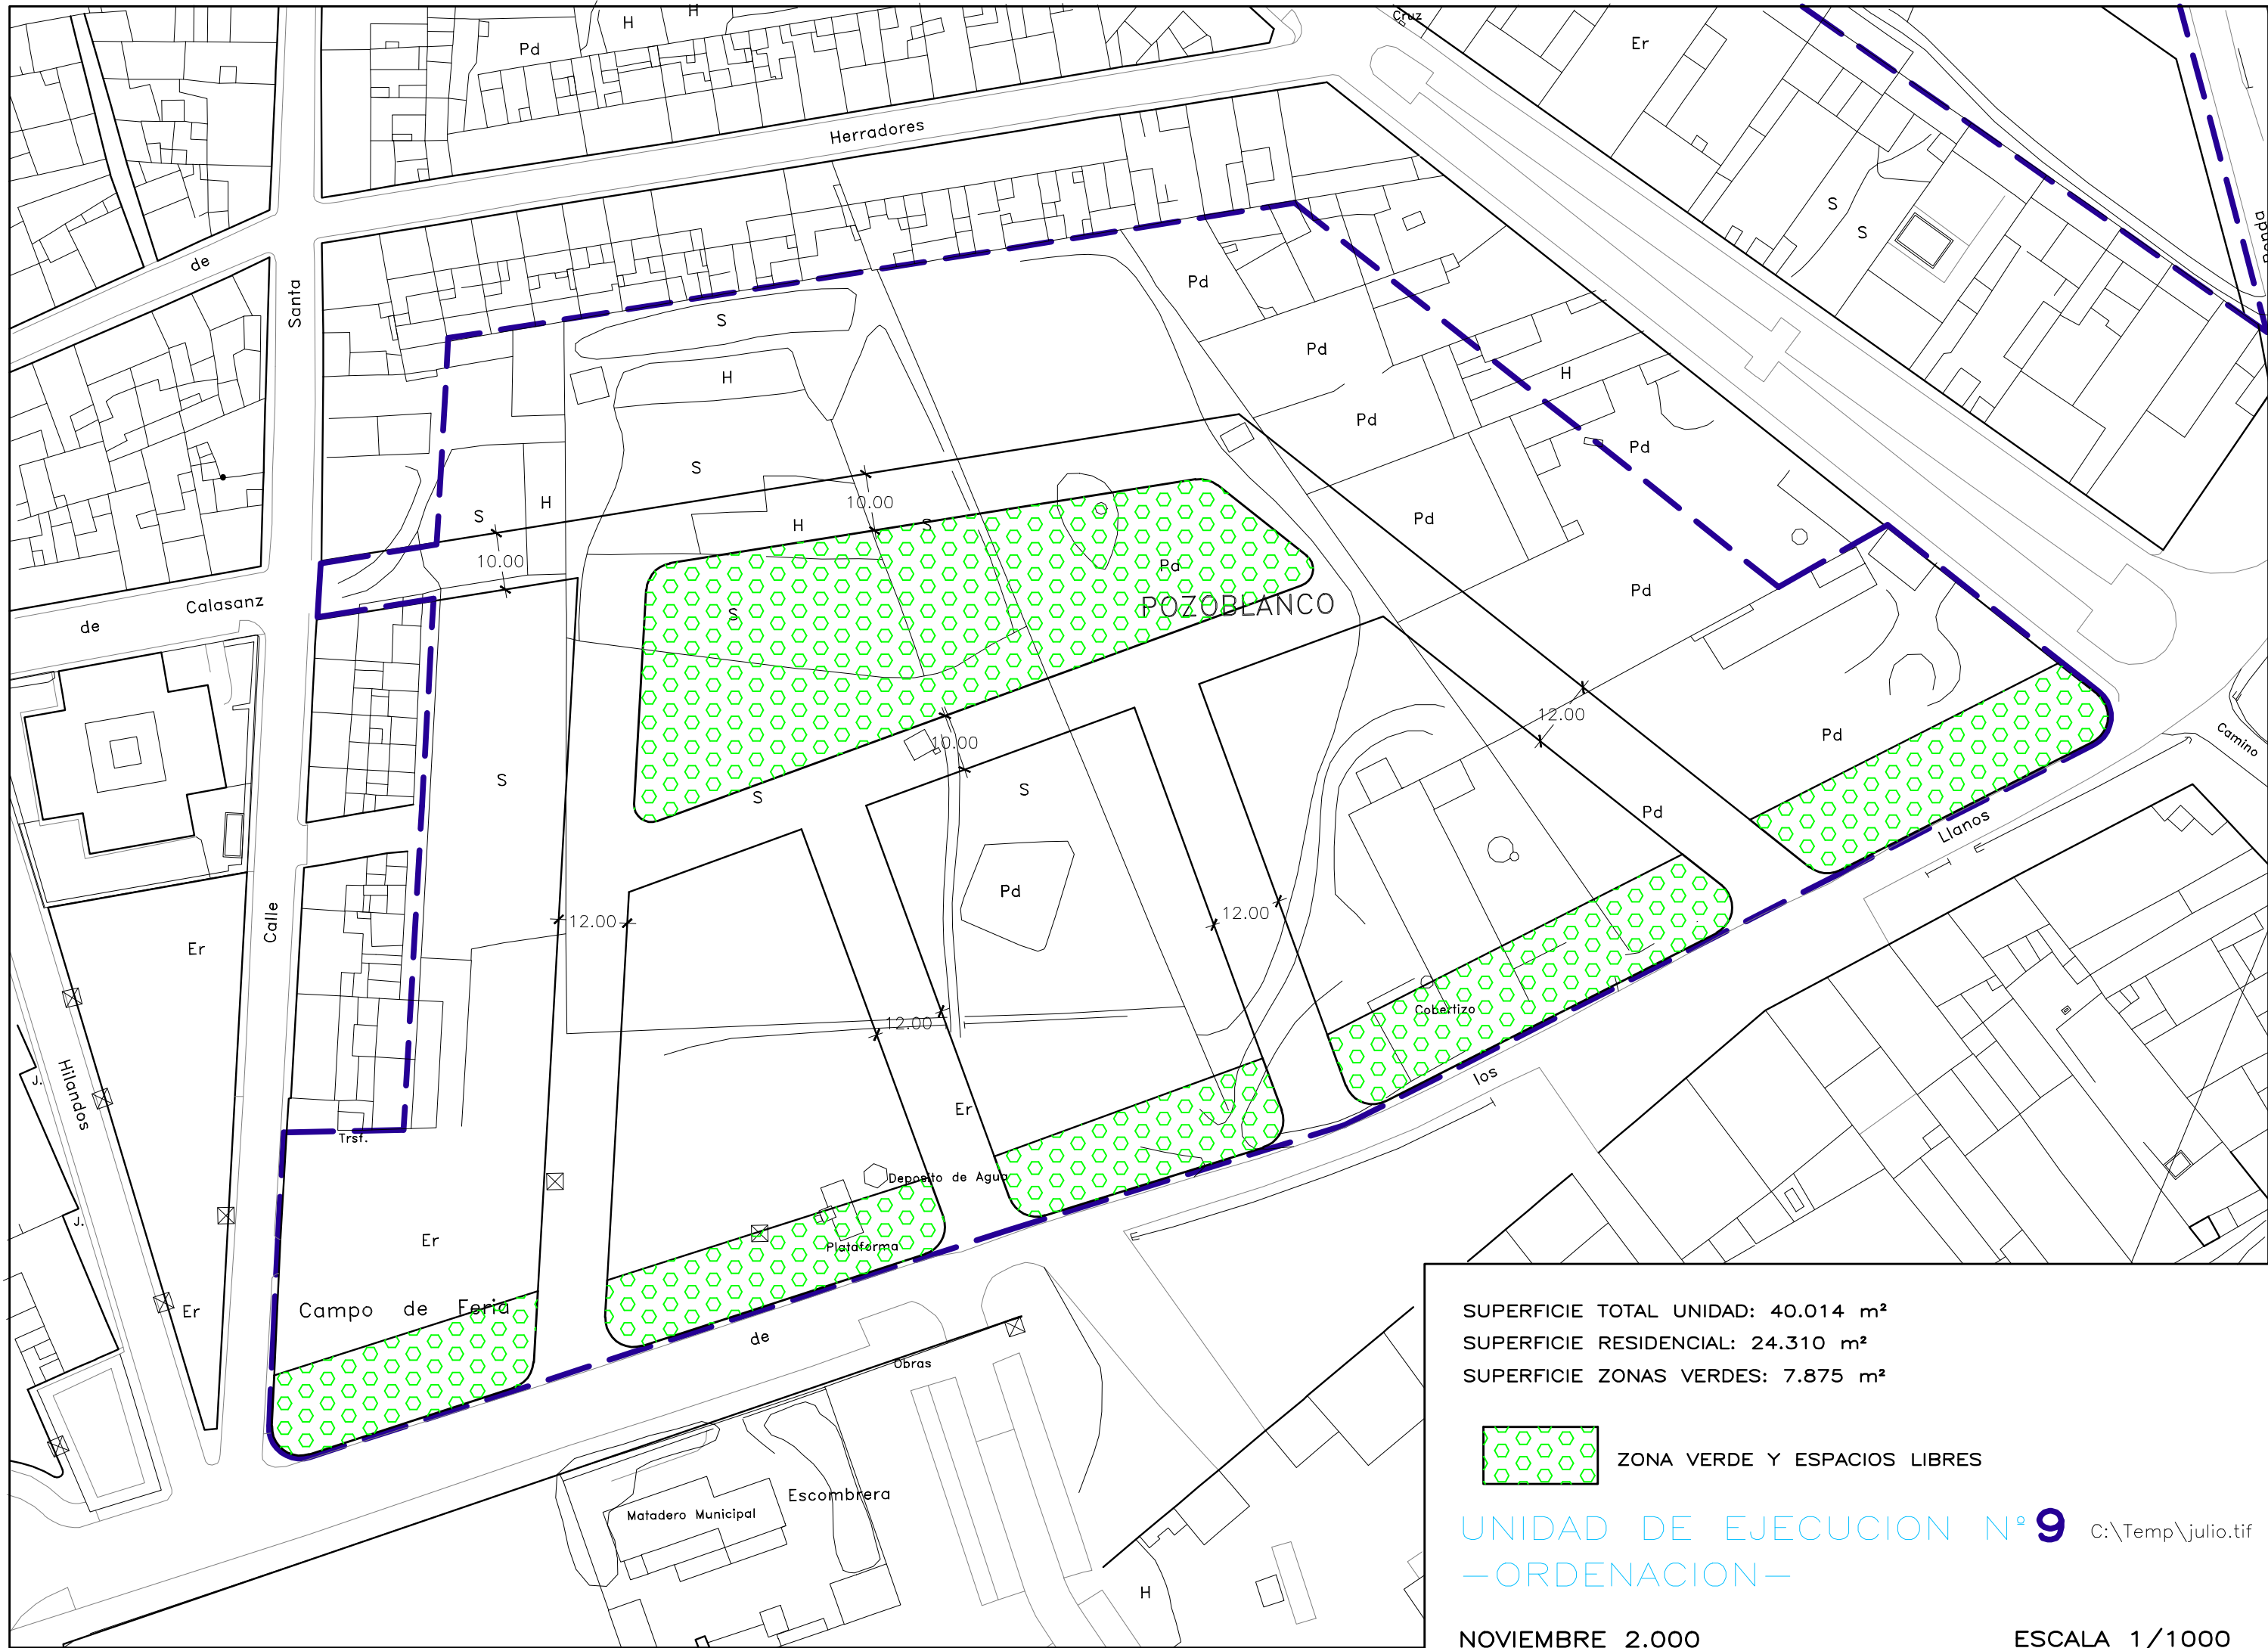 H
H
Pd
Cruz
Er
Herradores
S
S
de
Santa
Pd
S
Pd
H
H
Pd
Pd
S
H
S
10.00
H
S
Pd
10.00
Pd
Pd
Calasanz
de
S
POZOBLANCO
12.00
Pd
Camino
10.00
S
S
S
Pd
Llanos
Pd
Calle
12.00
12.00
Er
Cobertizo
12.00
Hilandos
los
J.
Er
Trsf.
Deposito de Agua
J.
Er
Plataforma
Er
Campo de Feria
de
Obras
Escombrera
Matadero Municipal
H
SUPERFICIE TOTAL UNIDAD: 40.014 m²
SUPERFICIE RESIDENCIAL: 24.310 m²
SUPERFICIE ZONAS VERDES: 7.875 m²
ZONA VERDE Y ESPACIOS LIBRES
UNIDAD DE EJECUCION Nº 9 C:\Temp\julio.tif
-ORDENACION-
NOVIEMBRE 2.000 ESCALA 1/1000